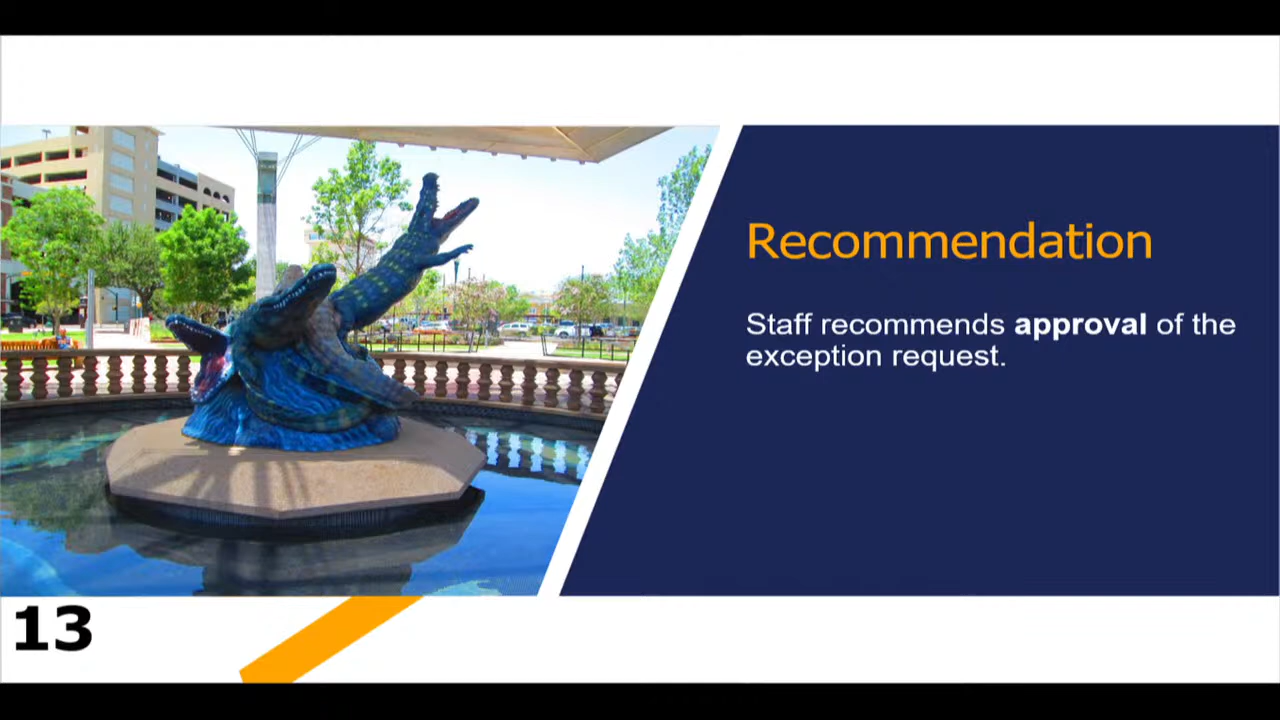 Recommendation
Staff recommends approval of the
exception request.
13